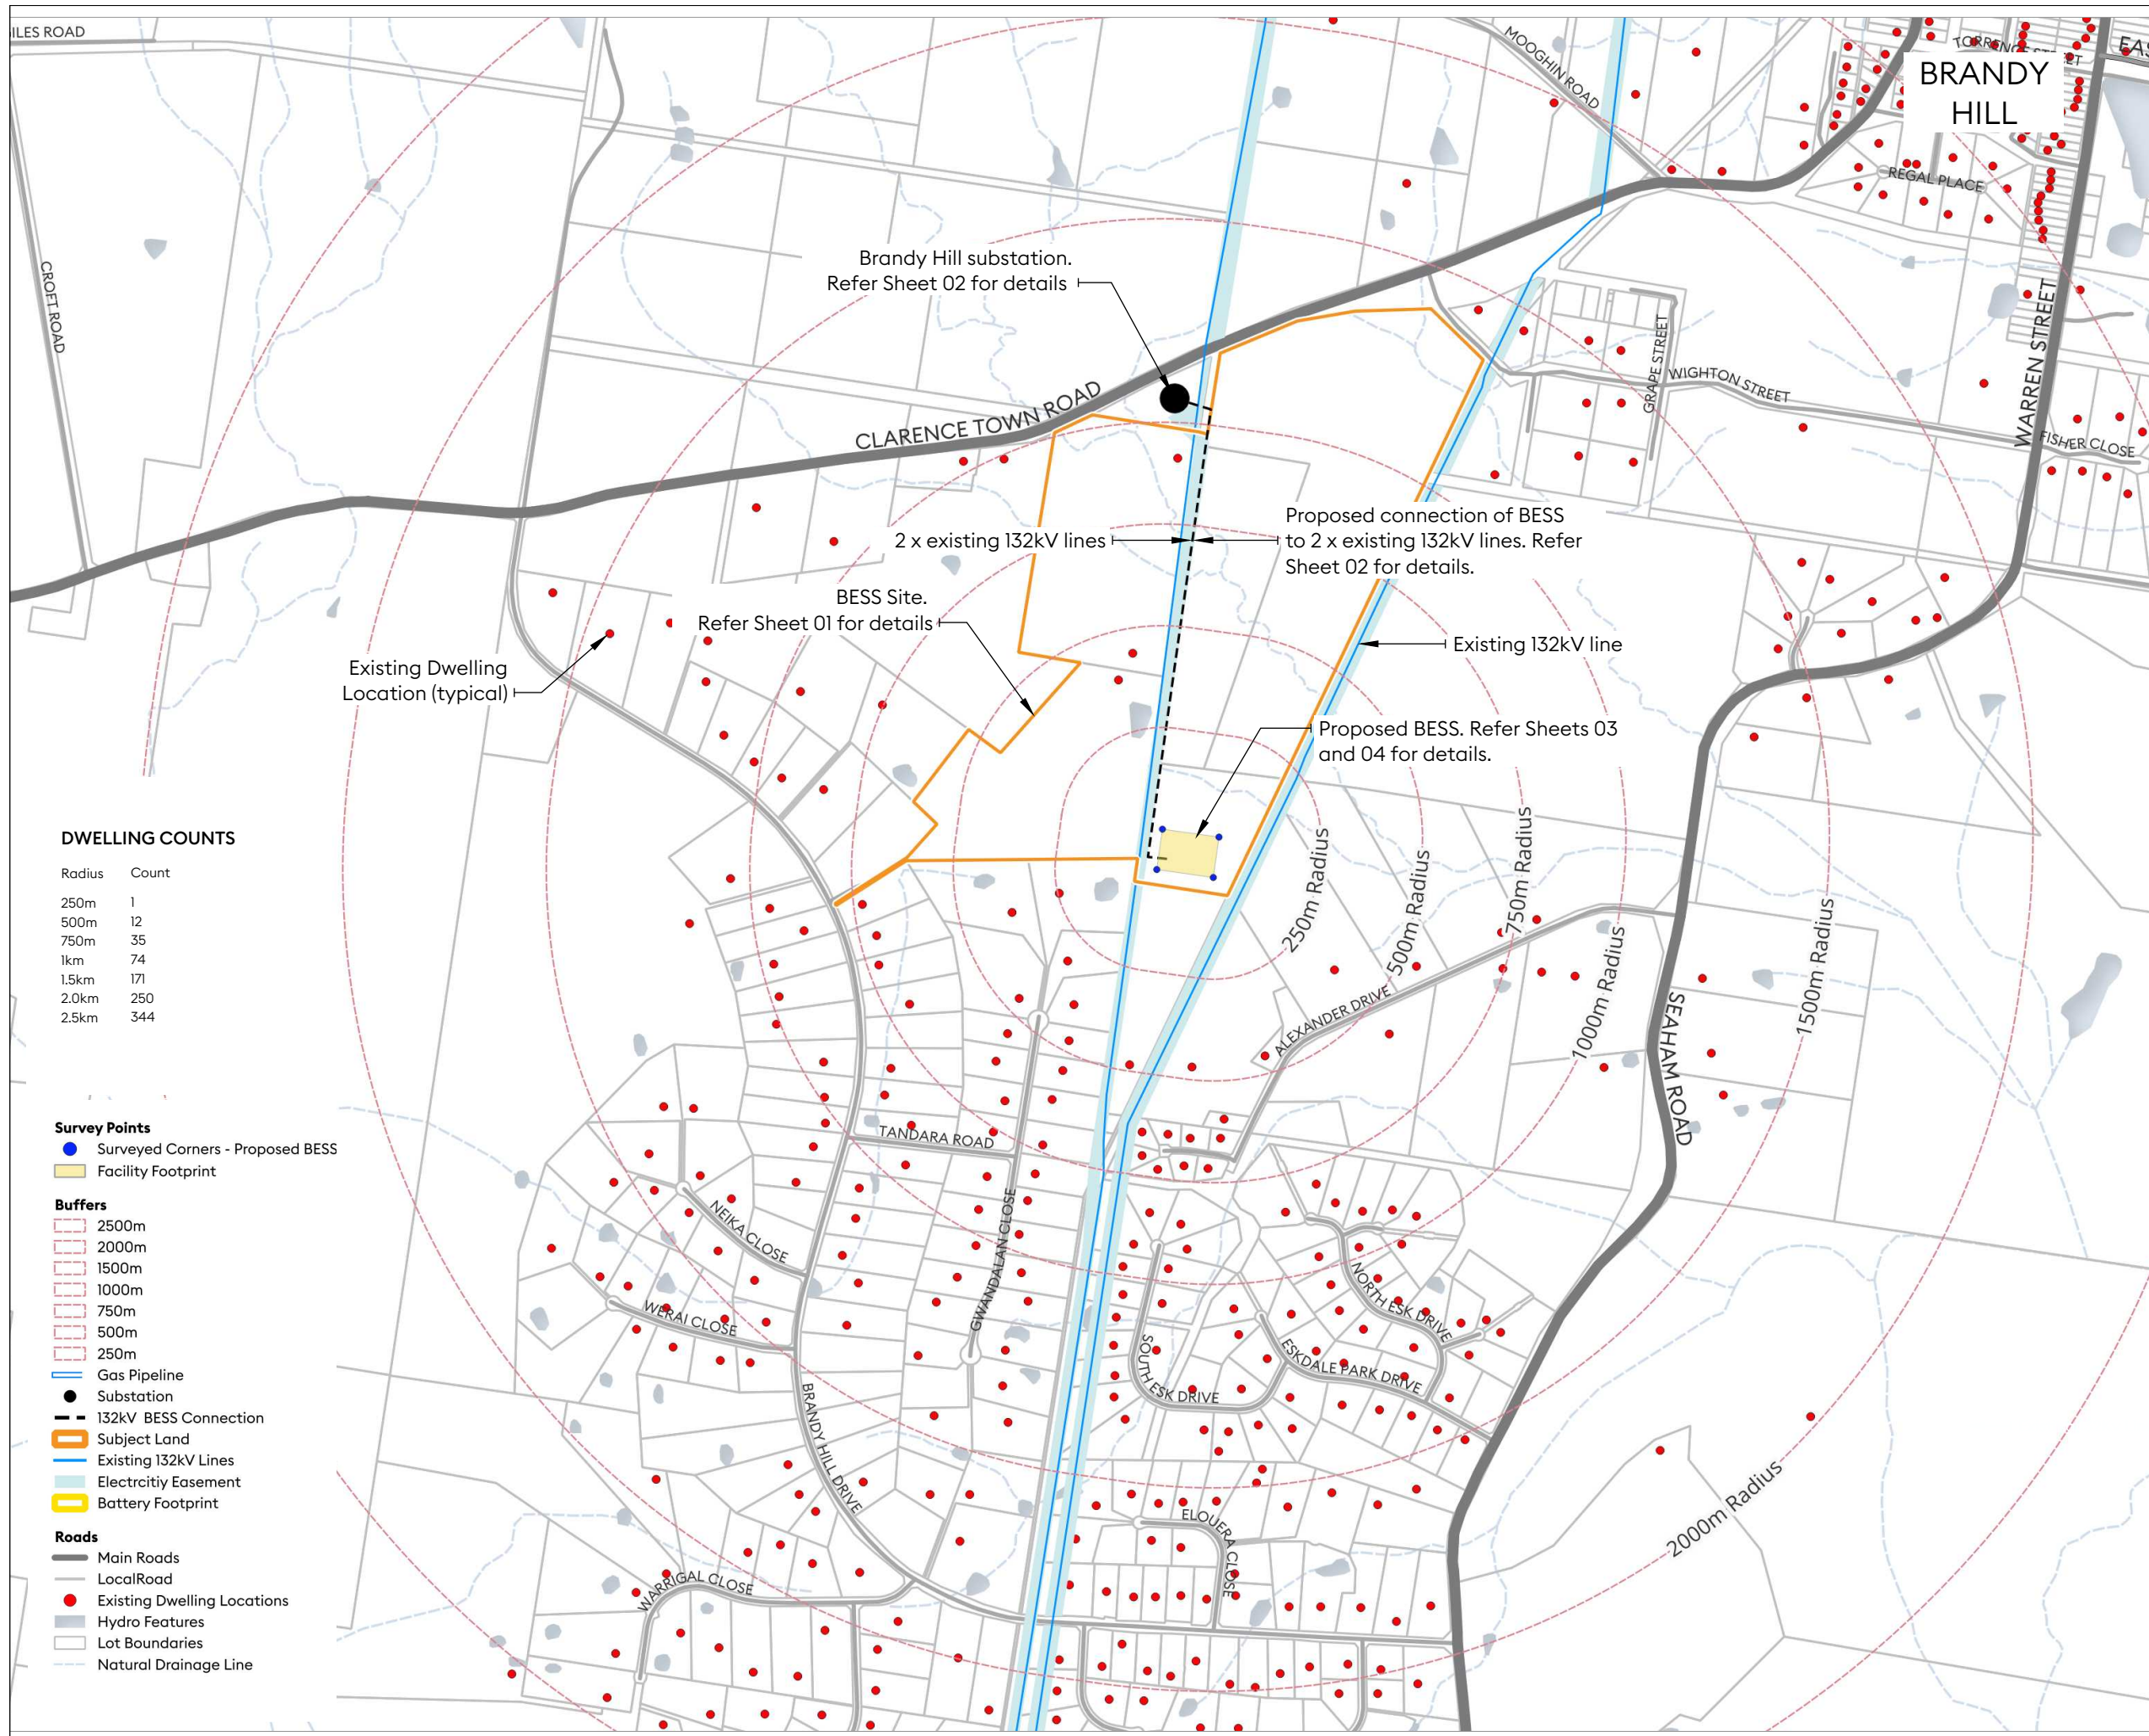 ILES ROAD
MOOGHIN ROAD
TORRENCE STREET
EAS
BRANDY
HILL
REGAL PLACE
CROFT ROAD
Brandy Hill substation.
Refer Sheet 02 for details
CLARENCE TOWN ROAD
GRAPE STREET
WIGHTON STREET
WARREN STREET
FISHER CLOSE
2 x existing 132kV lines
Proposed connection of BESS
to 2 x existing 132kV lines. Refer
Sheet 02 for details.
BESS Site.
Refer Sheet 01 for details
Existing 132kV line
Existing Dwelling
Location (typical)
Proposed BESS. Refer Sheets 03
and 04 for details.
250m Radius
500m Radius
750m Radius
1000m Radius
1500m Radius
2000m Radius
ALEXANDER DRIVE
SEAHAM ROAD
TANDARA ROAD
GWANDALAN CLOSE
NEIKA CLOSE
WERAI CLOSE
BRANDY HILL DRIVE
NORTH ESK DRIVE
ESKDALE PARK DRIVE
SOUTH ESK DRIVE
ELOUERA CLOSE
WARRIGAL CLOSE
DWELLING COUNTS
Radius Count
250m 1
500m 12
750m 35
1km 74
1.5km 171
2.0km 250
2.5km 344
Survey Points
Surveyed Corners - Proposed BESS
Facility Footprint
Buffers
2500m
2000m
1500m
1000m
750m
500m
250m
Gas Pipeline
Substation
132kV BESS Connection
Subject Land
Existing 132kV Lines
Electrcitiy Easement
Battery Footprint
Roads
Main Roads
LocalRoad
Existing Dwelling Locations
Hydro Features
Lot Boundaries
Natural Drainage Line